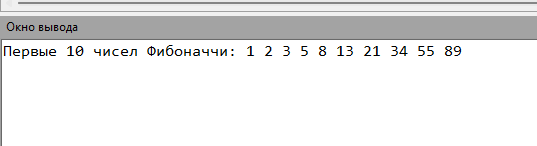 Окно вывода
Первые 10 чисел Фибоначчи: 1 2 3 5 8 13 21 34 55 89